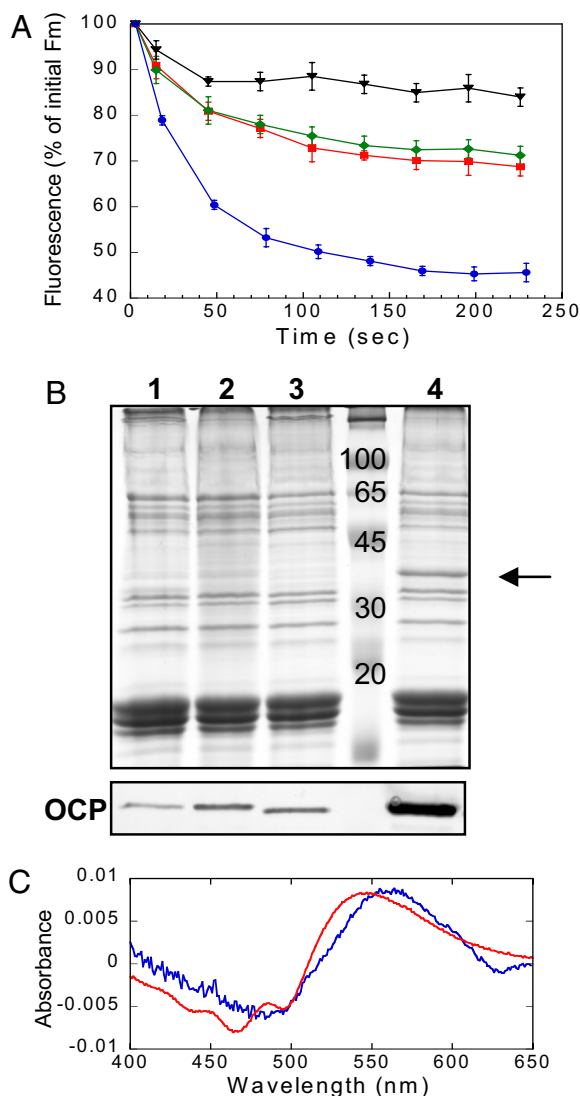 A
Fluorescence (% of initial Fm)
100
90
80
70
60
50
40
0 50 100 150 200 250
Time (sec)
B
1 2 3 4
100
65
45
30
20
OCP
C
Absorbance
0.01
0.005
0
-0.005
-0.01
400 450 500 550 600 650
Wavelength (nm)